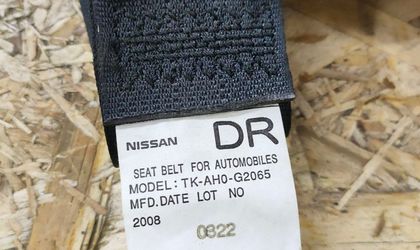 NISSAN DR
SEAT BELT FOR AUTOMOBILES
MODEL: TK-AH0-G2065
MFD.DATE LOT NO
2008
0822